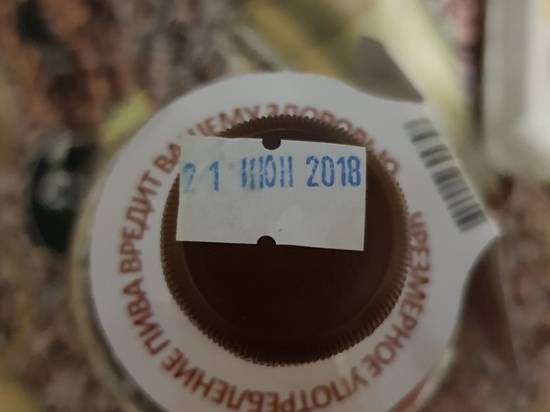 21 ИЮН 2018
ЧРЕЗМЕРНОЕ УПОТРЕБЛЕНИЕ ПИВА ВРЕДИТ ВАШЕМУ ЗДОРОВЬЮ